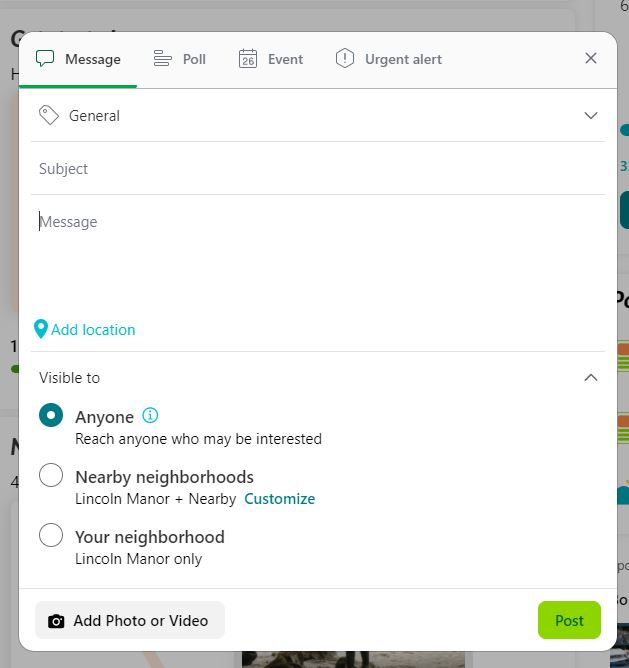 Message
Poll
26
Event
Urgent alert
General
Subject
Message
Add location
Visible to
Anyone
Reach anyone who may be interested
Nearby neighborhoods
Lincoln Manor + Nearby Customize
Your neighborhood
Lincoln Manor only
Add Photo or Video
Post